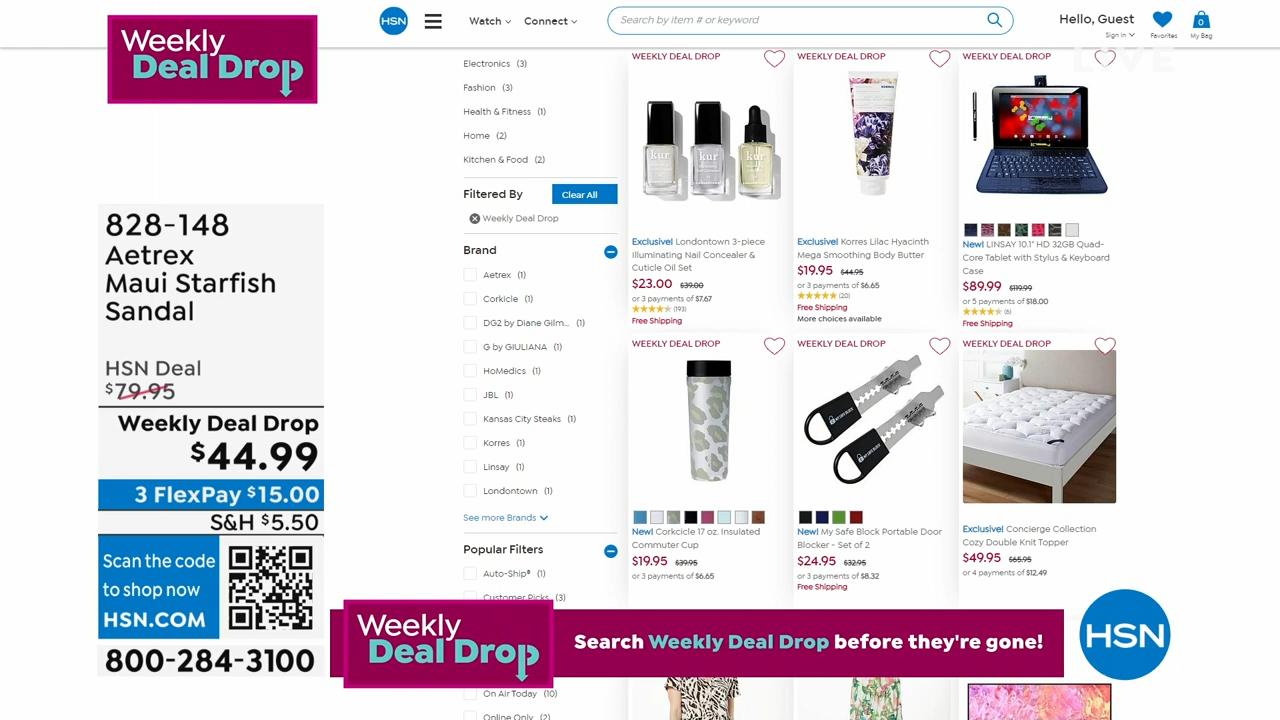 Weekly
Deal Drop
HSN
Watch
Connect
Search by item # or keyword
Hello, Guest
Sign In
Favorites
0
My Bag
LIVE
828-148
Aetrex
Maui Starfish
Sandal
HSN Deal
$79.95
Weekly Deal Drop
$44.99
3 FlexPay $15.00
S&H $5.50
Scan the code
to shop now
HSN.COM
800-284-3100
Electronics (3)
Fashion (3)
Health & Fitness (1)
Home (2)
Kitchen & Food (2)
Filtered By
Clear All
Weekly Deal Drop
Brand
Aetrex (1)
Corkcicle (1)
DG2 by Diane Gilm... (1)
G by GIULIANA (1)
HoMedics (1)
JBL (1)
Kansas City Steaks (1)
Korres (1)
Linsay (1)
Londontown (1)
See more Brands
Popular Filters
Auto-Ship® (1)
Customer Picks (3)
On Air Today (10)
Online Only (2)
WEEKLY DEAL DROP
kur
kur
kur
Exclusive! Londontown 3-piece
Illuminating Nail Concealer &
Cuticle Oil Set
$23.00 $39.00
or 3 payments of $7.67
(193)
Free Shipping
WEEKLY DEAL DROP
KORRES
Exclusive! Korres Lilac Hyacinth
Mega Smoothing Body Butter
$19.95 $44.95
or 3 payments of $6.65
(20)
Free Shipping
More choices available
WEEKLY DEAL DROP
New! LINSAY 10.1" HD 32GB Quad-
Core Tablet with Stylus & Keyboard
Case
$89.99 $119.99
or 5 payments of $18.00
(6)
Free Shipping
WEEKLY DEAL DROP
New! Corkcicle 17 oz. Insulated
Commuter Cup
$19.95 $39.95
or 3 payments of $6.65
WEEKLY DEAL DROP
MY SAFE BLOCK
MY SAFE BLOCK
New! My Safe Block Portable Door
Blocker - Set of 2
$24.95 $32.95
or 3 payments of $8.32
Free Shipping
WEEKLY DEAL DROP
Exclusive! Concierge Collection
Cozy Double Knit Topper
$49.95 $65.95
or 4 payments of $12.49
Weekly
Deal Drop
Search Weekly Deal Drop before they're gone!
HSN